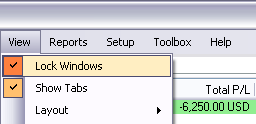 View Reports Setup Toolbox Help
Lock Windows
Show Tabs
Total P/L
Layout
-6,250.00 USD